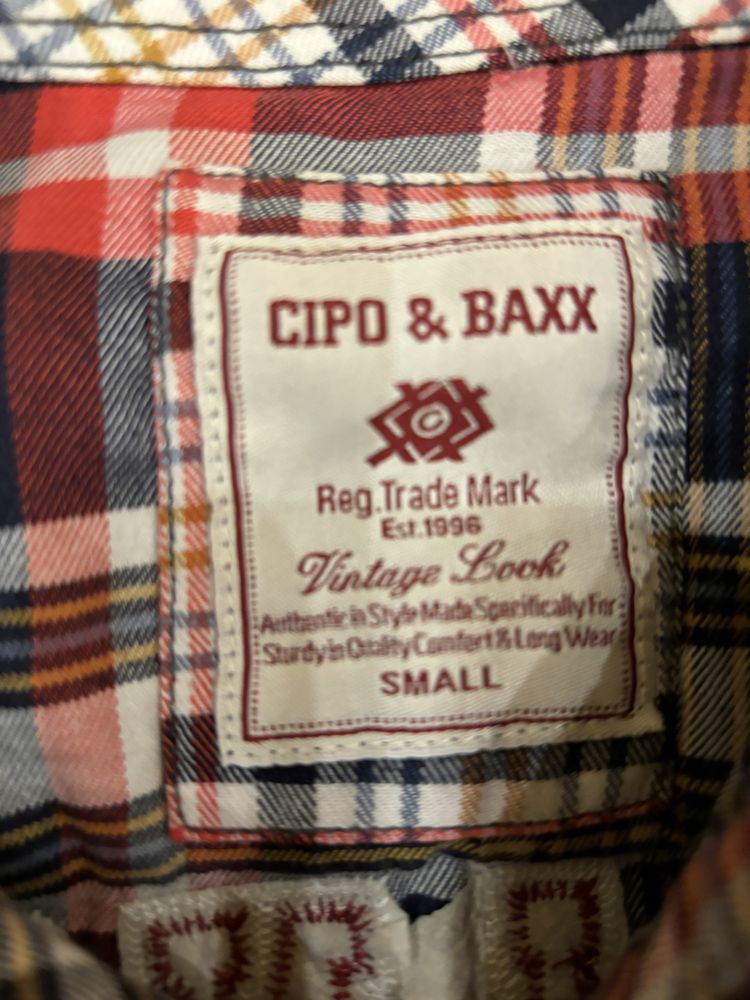 CIPO & BAXX
Reg.Trade Mark
Est.1996
Vintage Look
Authentic in Style Made Specifically For
Sturdy in Quality Comfort & Long Wear
SMALL